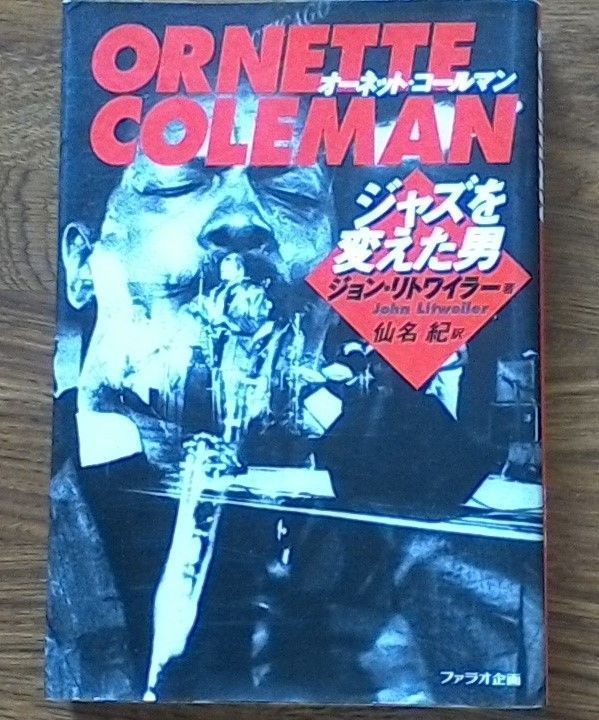 CHICAGO
ORNETTE
オーネット・コールマン
COLEMAN
ジャズを
変えた男
ジョン・リトワイラー 著
John Litweiler
仙名 紀 訳
ファラオ企画